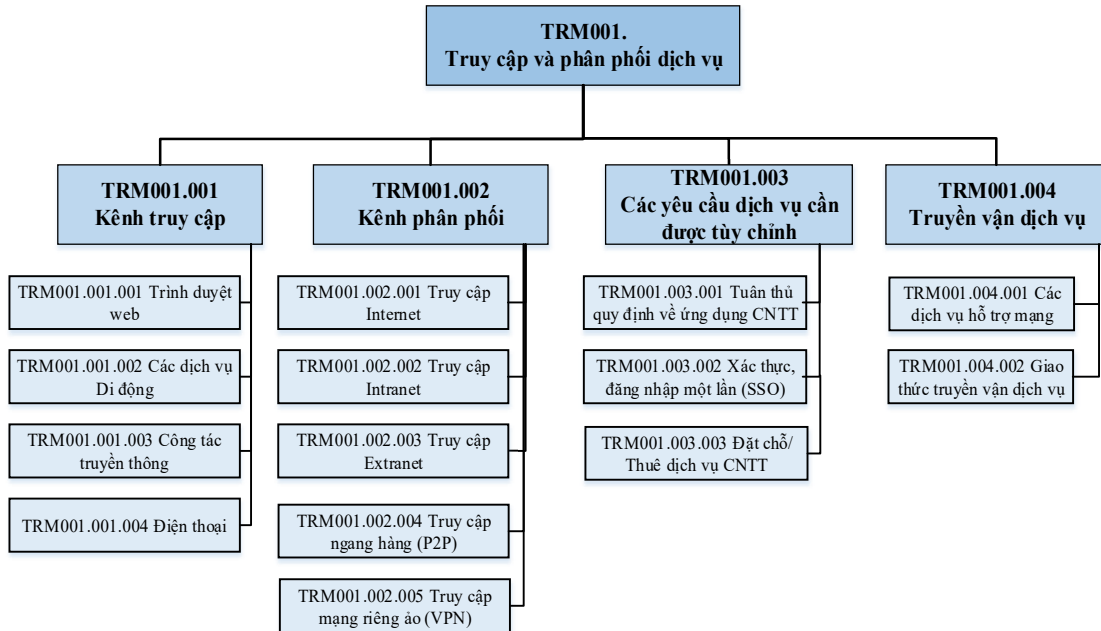 TRM001.
Truy cập và phân phối dịch vụ
TRM001.001
Kênh truy cập
TRM001.001.001 Trình duyệt
web
TRM001.001.002 Các dịch vụ
Di động
TRM001.001.003 Công tác
truyền thông
TRM001.001.004 Điện thoại
TRM001.002
Kênh phân phối
TRM001.002.001 Truy cập
Internet
TRM001.002.002 Truy cập
Intranet
TRM001.002.003 Truy cập
Extranet
TRM001.002.004 Truy cập
ngang hàng (P2P)
TRM001.002.005 Truy cập
mạng riêng ảo (VPN)
TRM001.003
Các yêu cầu dịch vụ cần
được tùy chỉnh
TRM001.003.001 Tuân thủ
quy định về ứng dụng CNTT
TRM001.003.002 Xác thực,
đăng nhập một lần (SSO)
TRM001.003.003 Đặt chỗ/
Thuê dịch vụ CNTT
TRM001.004
Truyền vận dịch vụ
TRM001.004.001 Các
dịch vụ hỗ trợ mạng
TRM001.004.002 Giao
thức truyền vận dịch vụ